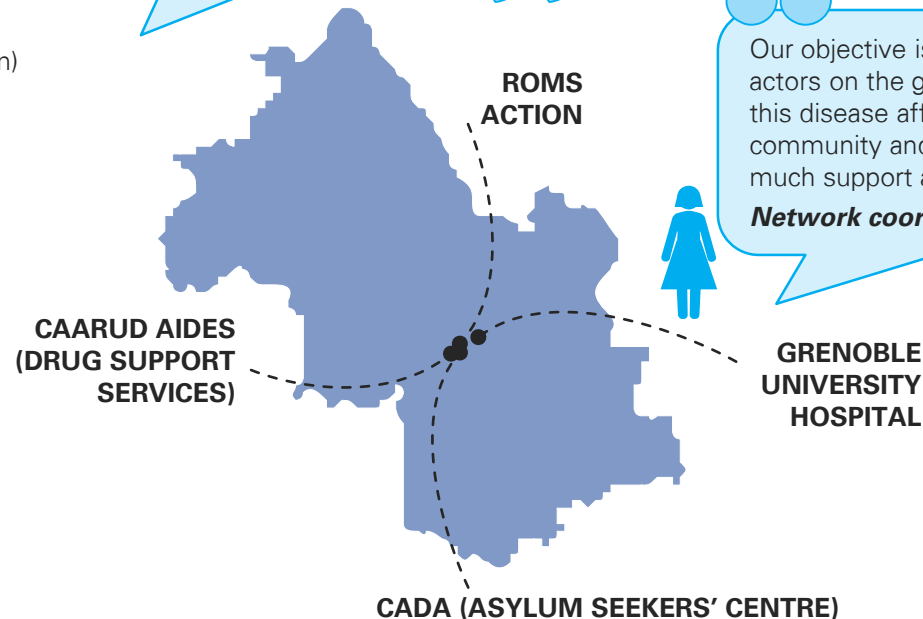 n)
ROMS
ACTION
Our objective is
actors on the g
this disease aff
community and
much support a
Network coor
CAARUD AIDES
(DRUG SUPPORT
SERVICES)
GRENOBLE
UNIVERSITY
HOSPITAL
CADA (ASYLUM SEEKERS’ CENTRE)